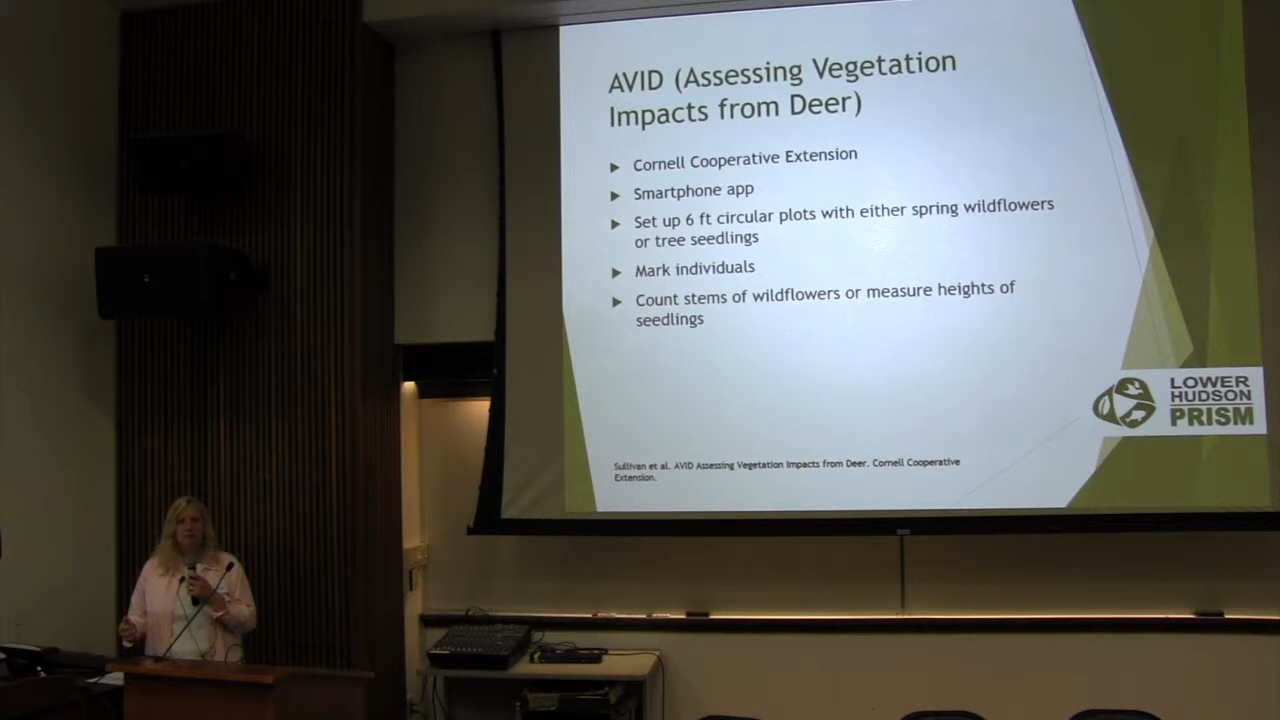 AVID (Assessing Vegetation
Impacts from Deer)
Cornell Cooperative Extension
Smartphone app
Set up 6 ft circular plots with either spring wildflowers
or tree seedlings
Mark individuals
Count stems of wildflowers or measure heights of
seedlings
LOWER
HUDSON
PRISM
Sullivan et al. AVID Assessing Vegetation Impacts from Deer. Cornell Cooperative
Extension.